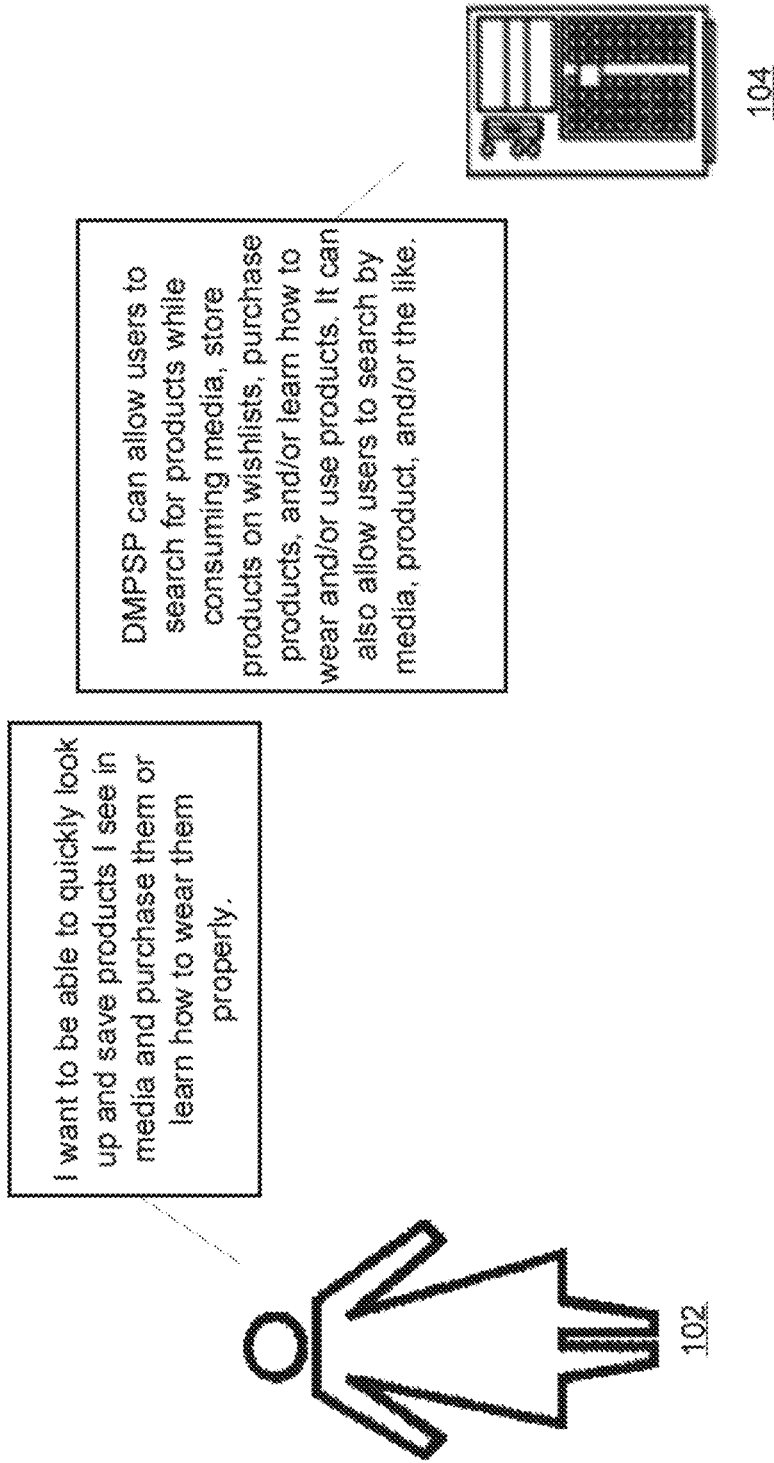 I want to be able to quickly look
up and save products I see in
media and purchase them or
learn how to wear them
properly.
DMPSP can allow users to
search for products while
consuming media, store
products on wishlists, purchase
products, and/or learn how to
wear and/or use products. It can
also allow users to search by
media, product, and/or the like.
102
104